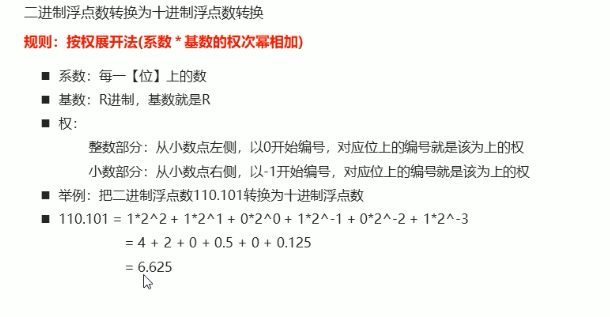 二进制浮点数转换为十进制浮点数转换
规则：按权展开法(系数 * 基数的权次幂相加)
■ 系数：每一【位】上的数
■ 基数：R进制，基数就是R
■ 权：
整数部分：从小数点左侧，以0开始编号，对应位上的编号就是该为上的权
小数部分：从小数点右侧，以-1开始编号，对应位上的编号就是该为上的权
■ 举例：把二进制浮点数110.101转换为十进制浮点数
■ 110.101 = 1*2^2 + 1*2^1 + 0*2^0 + 1*2^-1 + 0*2^-2 + 1*2^-3
= 4 + 2 + 0 + 0.5 + 0 + 0.125
= 6.625